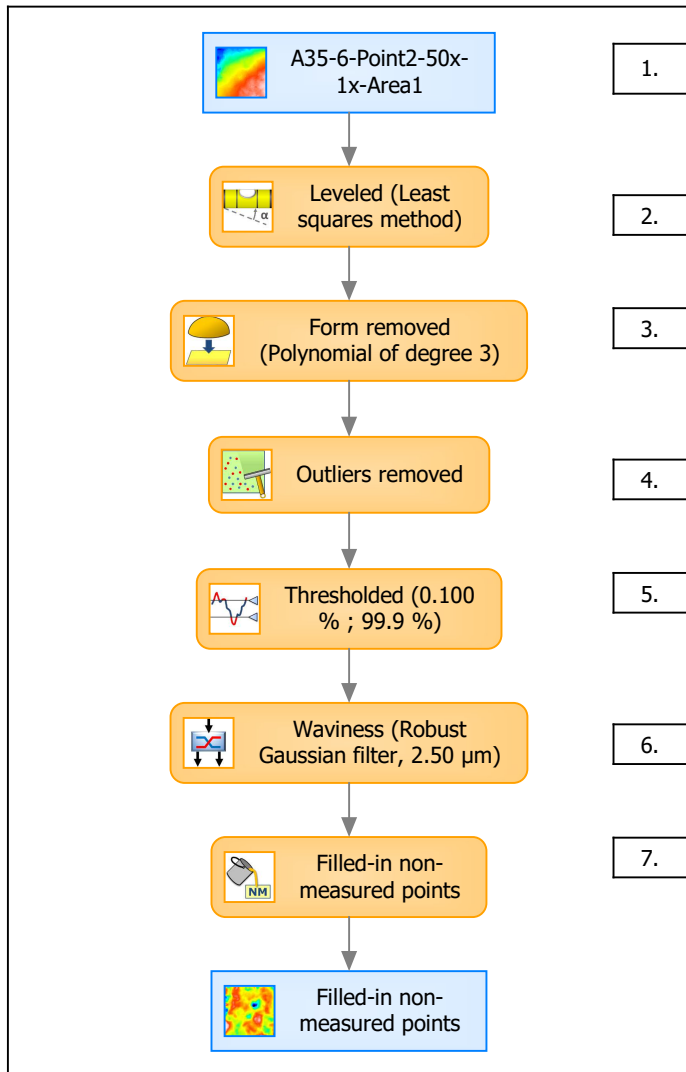 A35-6-Point2-50x-
1x-Area1
1.
α
Leveled (Least
squares method)
2.
Form removed
(Polynomial of degree 3)
3.
Outliers removed
4.
Thresholded (0.100
% ; 99.9 %)
5.
Waviness (Robust
Gaussian filter, 2.50 µm)
6.
NM
Filled-in non-
measured points
7.
Filled-in non-
measured points